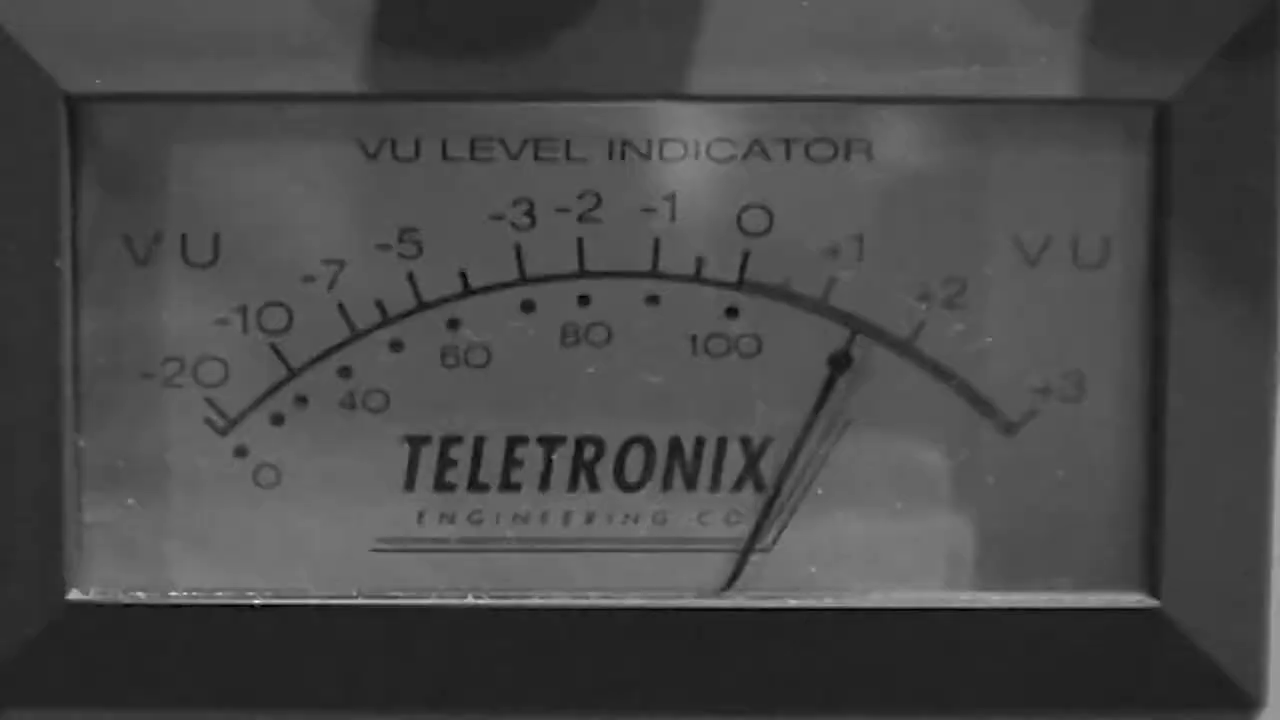 VU LEVEL INDICATOR
VU -20 -10 -7 -5 -3 -2 -1 0 +1 +2 +3 VU
0 40 60 80 100
TELETRONIX
ENGINEERING CO